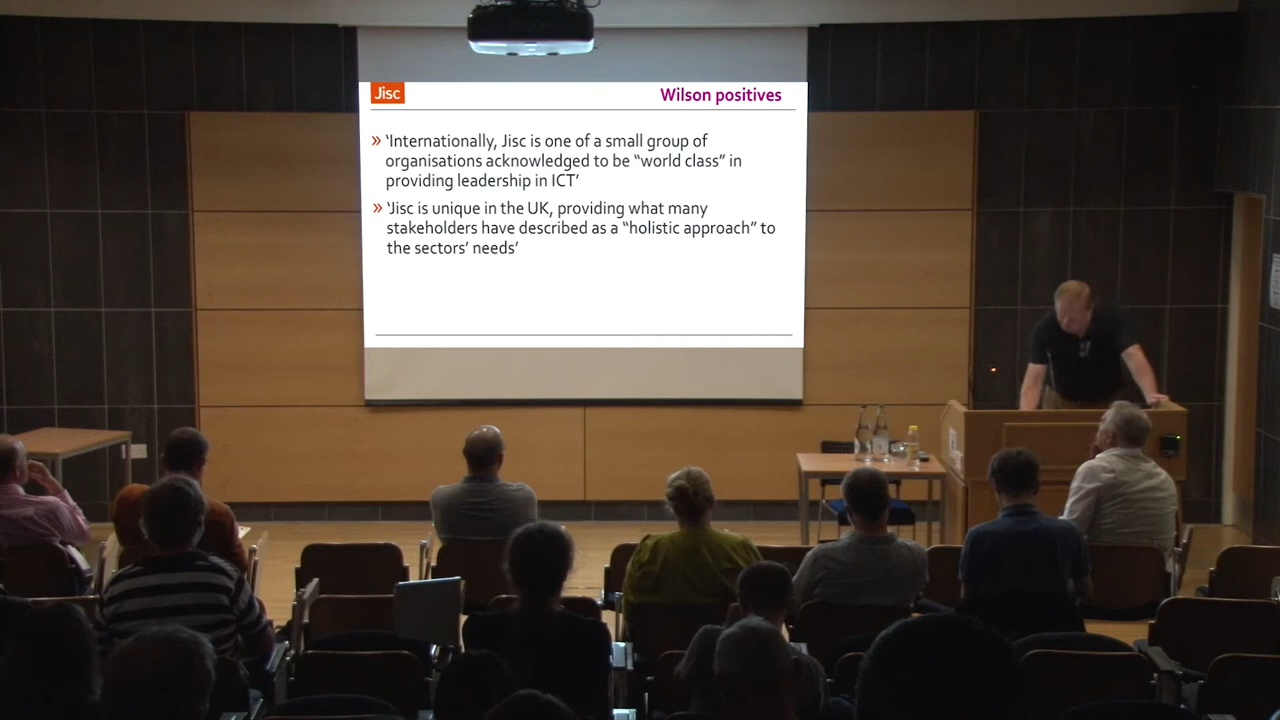 Jisc
Wilson positives
» ‘Internationally, Jisc is one of a small group of
organisations acknowledged to be “world class” in
providing leadership in ICT’
» ‘Jisc is unique in the UK, providing what many
stakeholders have described as a “holistic approach” to
the sectors’ needs’